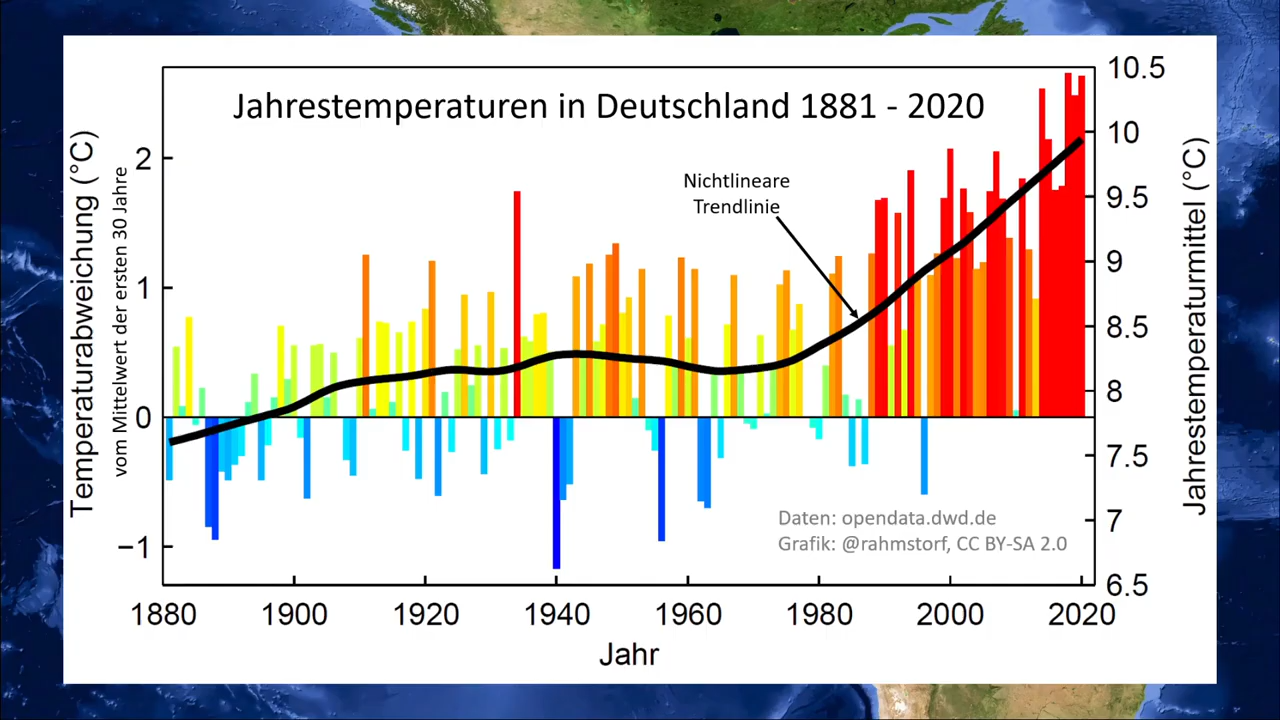 Jahrestemperaturen in Deutschland 1881 - 2020
Temperaturabweichung (°C)
vom Mittelwert der ersten 30 Jahre
2
1
0
−1
Nichtlineare
Trendlinie
10.5
10
9.5
9
8.5
8
7.5
7
6.5
Jahrestemperaturmittel (°C)
Daten: opendata.dwd.de
Grafik: @rahmstorf, CC BY-SA 2.0
1880 1900 1920 1940 1960 1980 2000 2020
Jahr